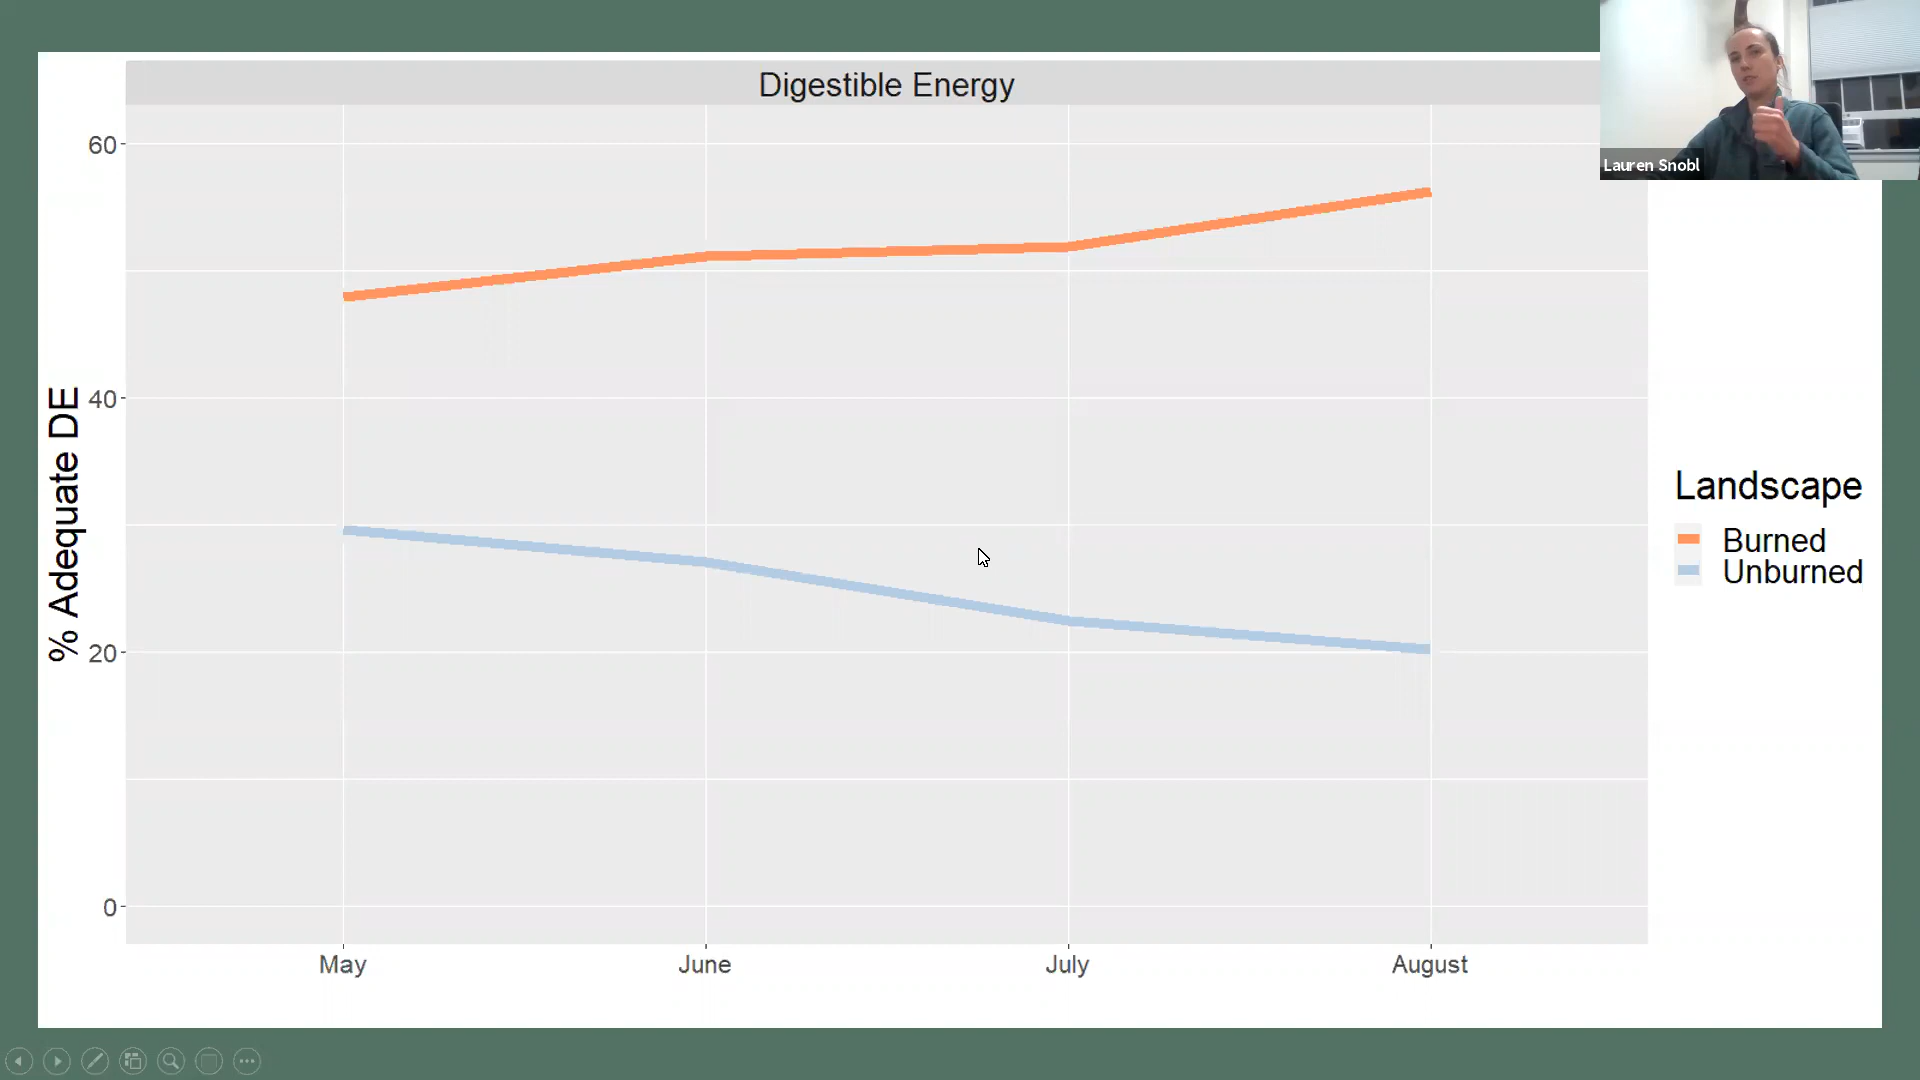 Digestible Energy
Lauren Snobl
60
40
20
0
% Adequate DE
May June July August
Landscape
Burned
Unburned